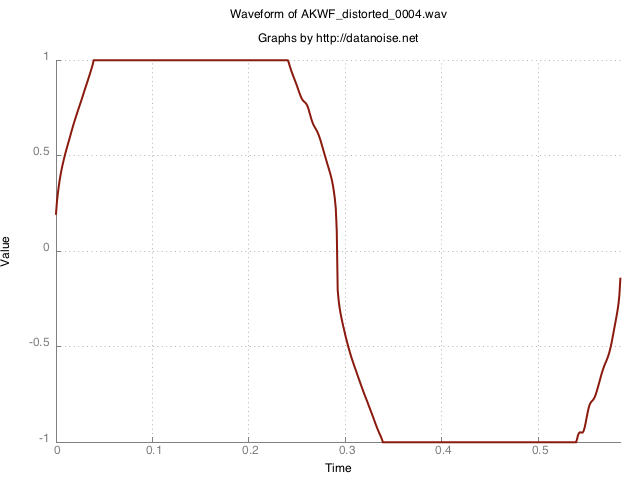 Waveform of AKWF_distorted_0004.wav
Graphs by http://datanoise.net
1
0.5
0
-0.5
-1
Value
0
0.1
0.2
0.3
0.4
0.5
Time